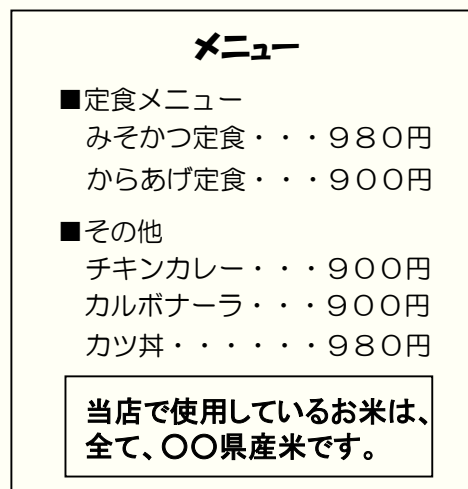 メニュー
■定食メニュー
みそかつ定食・・・９８０円
からあげ定食・・・９００円
■その他
チキンカレー・・・９００円
カルボナーラ・・・９００円
カツ丼・・・・・・９８０円
当店で使用しているお米は、
全て、〇〇県産米です。